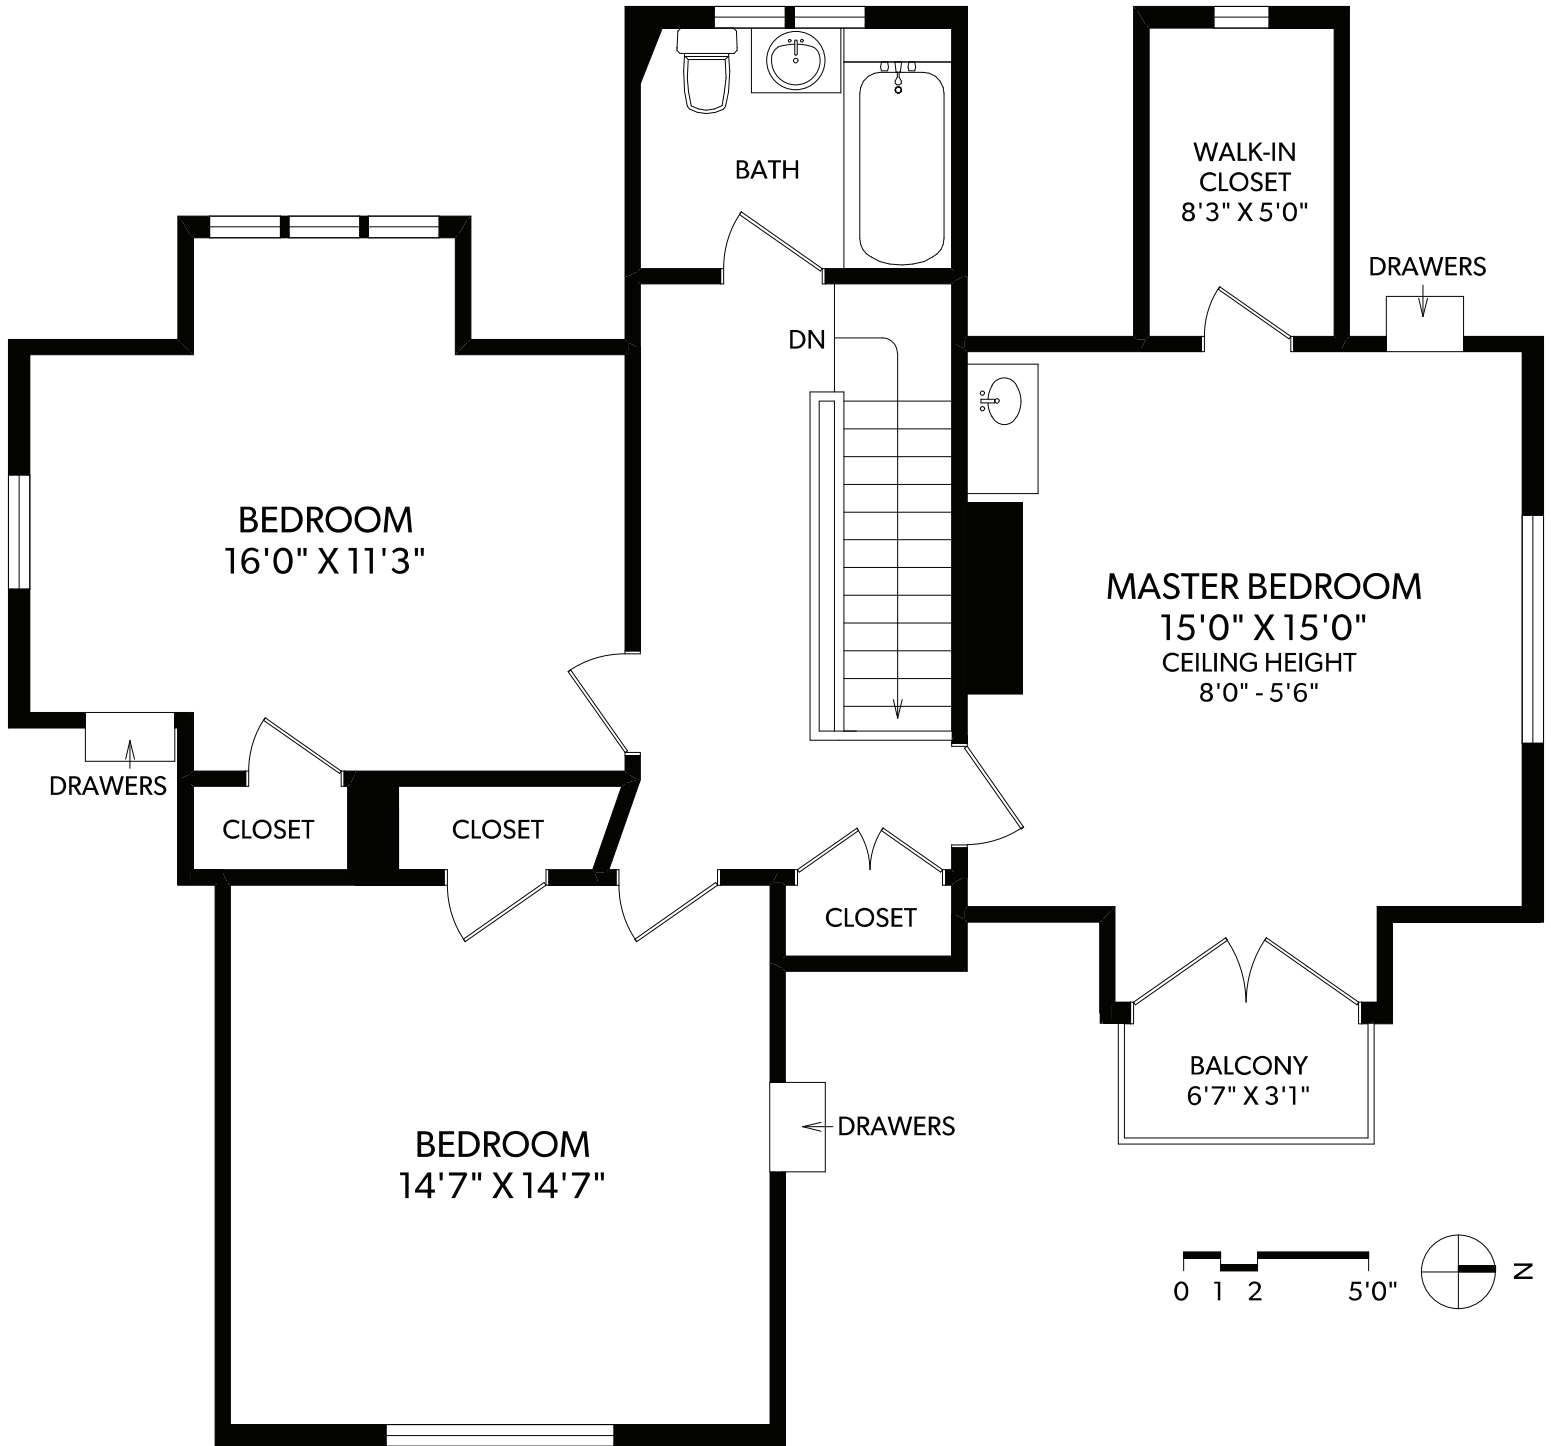 BATH
WALK-IN
CLOSET
8'3" X 5'0"
DRAWERS
DN
BEDROOM
16'0" X 11'3"
MASTER BEDROOM
15'0" X 15'0"
CEILING HEIGHT
8'0" - 5'6"
DRAWERS
CLOSET
CLOSET
CLOSET
BALCONY
6'7" X 3'1"
DRAWERS
BEDROOM
14'7" X 14'7"
0 1 2 5'0"
N